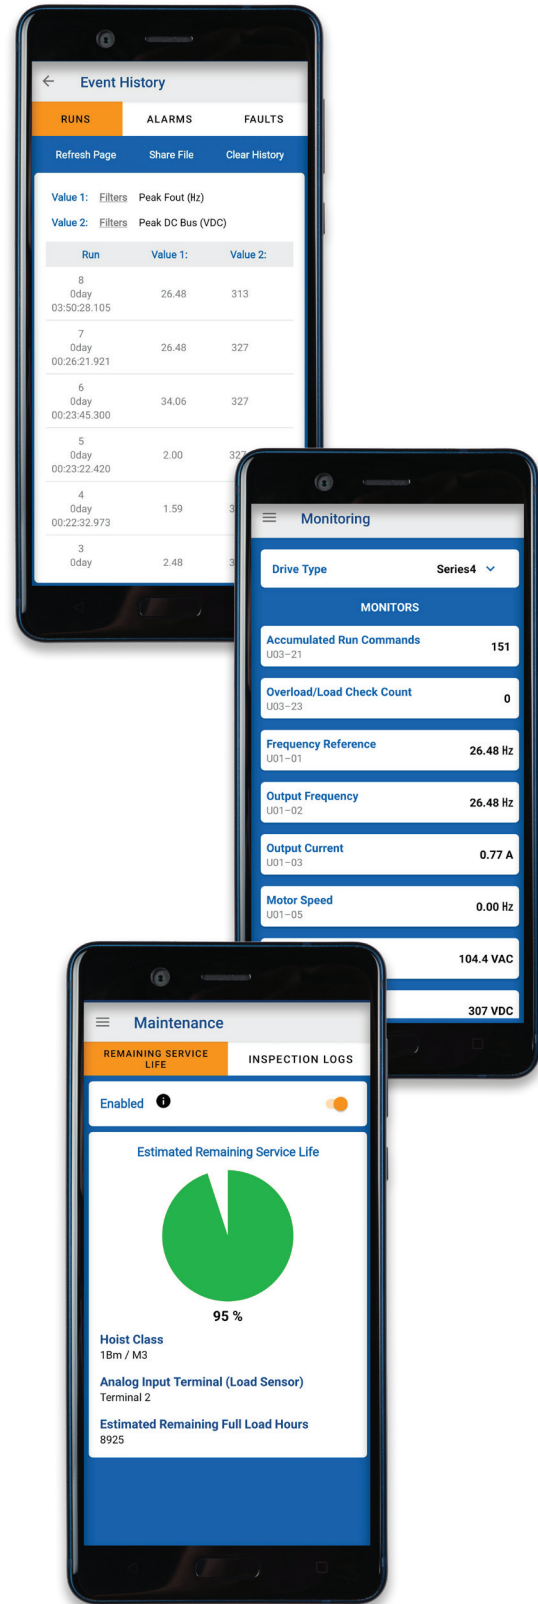 Event History
RUNS ALARMS FAULTS
Refresh Page Share File Clear History
Value 1: Filters Peak Fout (Hz)
Value 2: Filters Peak DC Bus (VDC)
Run Value 1: Value 2:
8
0day 26.48 313
03:50:28.105
7
0day 26.48 327
00:26:21.921
6
0day 34.06 327
00:23:45.300
5
0day 2.00 327
00:23:22.420
4
0day 1.59 3
00:22:32.973
3
0day 2.48 3
Monitoring
Drive Type Series4
MONITORS
Accumulated Run Commands 151
U03-21
Overload/Load Check Count 0
U03-23
Frequency Reference 26.48 Hz
U01-01
Output Frequency 26.48 Hz
U01-02
Output Current 0.77 A
U01-03
Motor Speed 0.00 Hz
U01-05
104.4 VAC
307 VDC
Maintenance
REMAINING SERVICE
LIFE
INSPECTION LOGS
Enabled
Estimated Remaining Service Life
95 %
Hoist Class
1Bm / M3
Analog Input Terminal (Load Sensor)
Terminal 2
Estimated Remaining Full Load Hours
8925